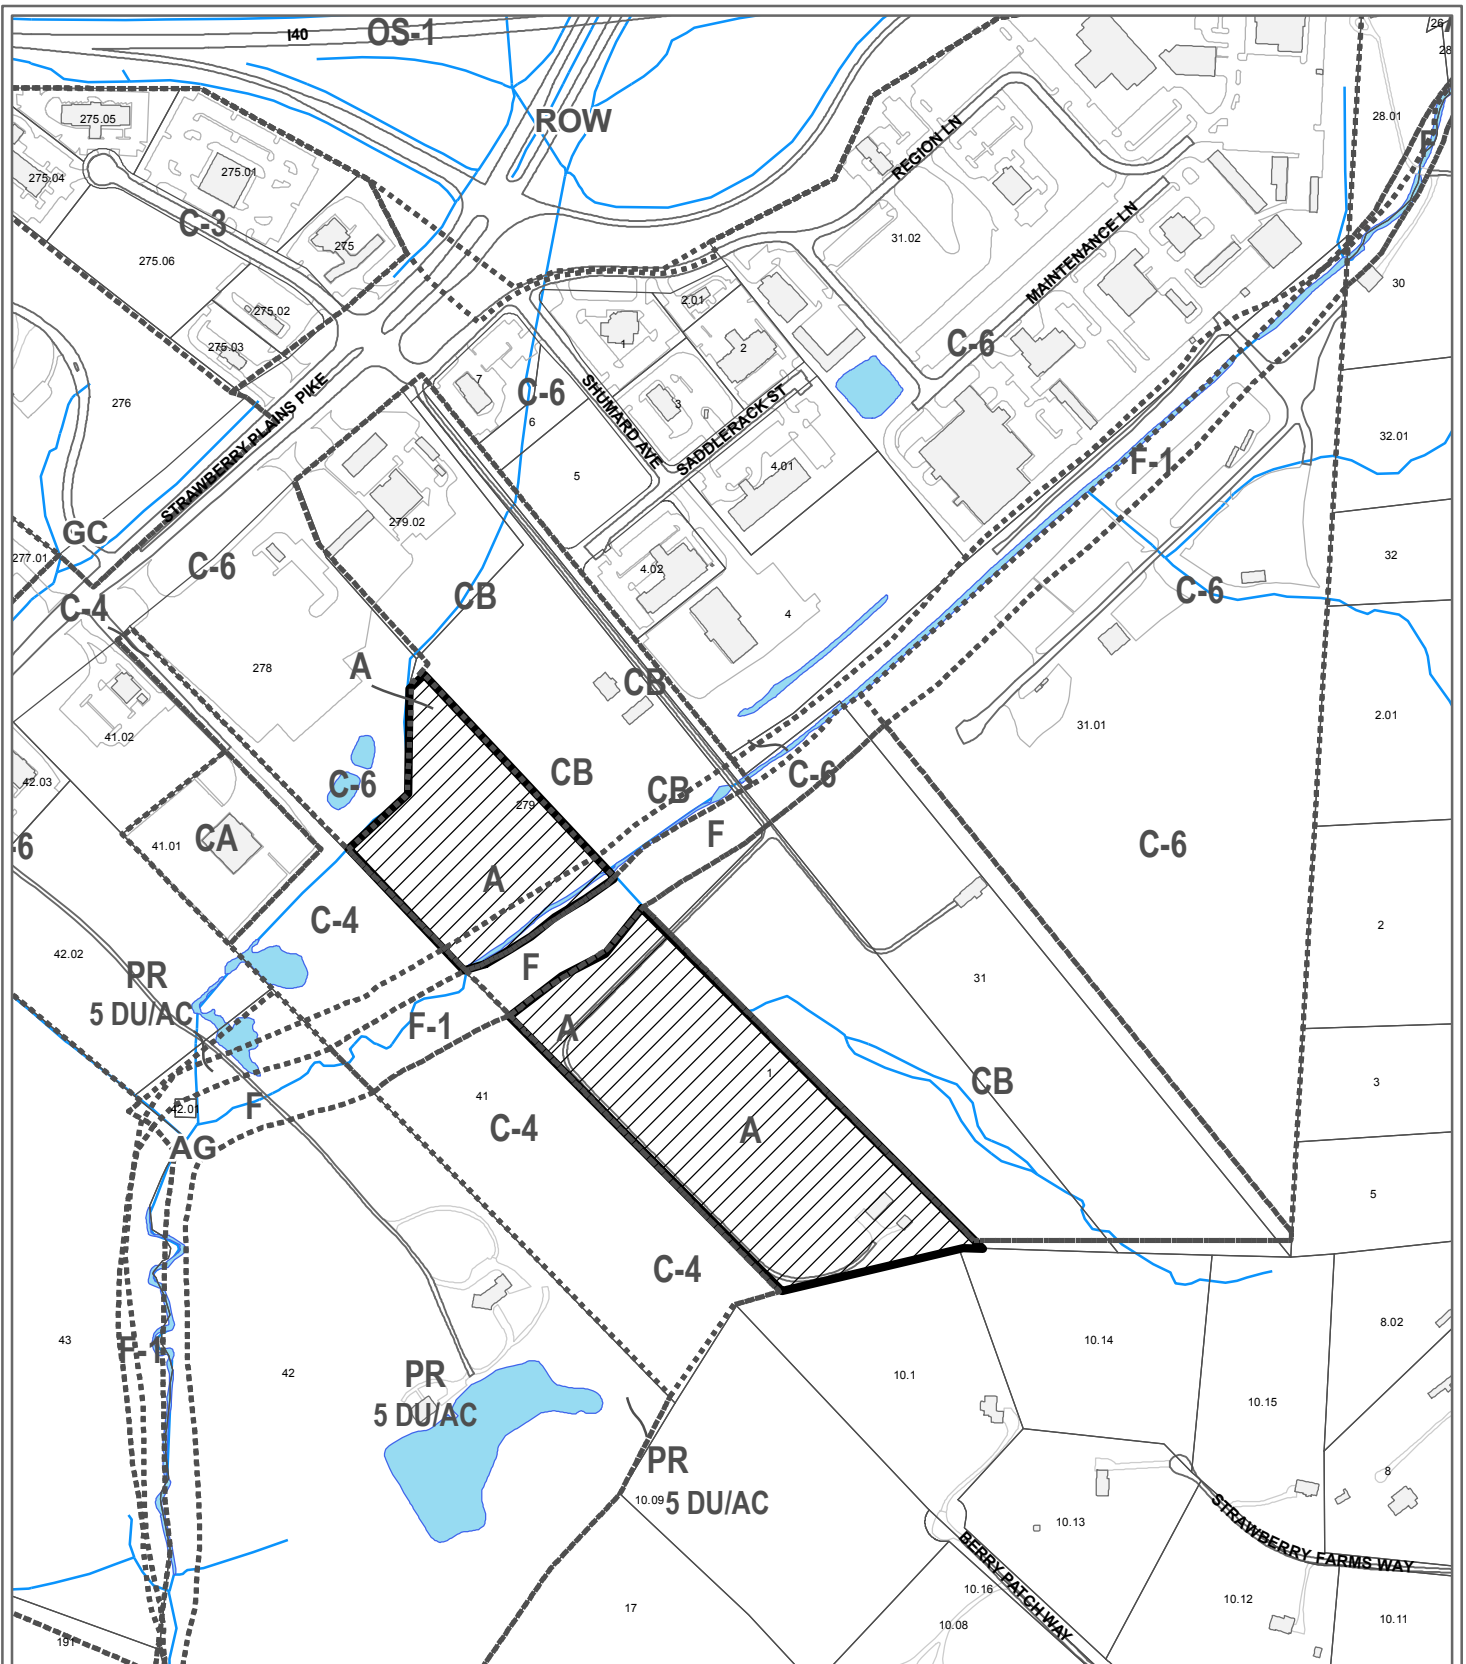 I40
OS-1
26
28
ROW
275.05
275.04
275.01
C-3
275
275.06
275.02
275.03
28.01
F
REGION LN
31.02
MAINTENANCE LN
30
2.01
1
2
C-6
7
C-6
6
3
SHUMARD AVE
SADDLERACK ST
276
STRAWBERRY PLAINS PIKE
5
4.01
32.01
F-1
GC
279.02
277.01
C-6
32
4.02
CB
C-6
C-4
4
278
A
CB
2.01
31.01
41.02
42.03
C-6
CB
CB
C-6
279
-6
41.01
CA
F
C-6
A
C-4
2
42.02
PR
5 DU/AC
F
31
F-1
A
1
CB
3
41
42.01
F
C-4
A
AG
5
C-4
43
F-1
42
10.14
8.02
PR
5 DU/AC
10.1
10.15
PR
5 DU/AC
10.09
8
10.13
STRAWBERRY FARMS WAY
BERRY PATCH WAY
10.16
10.12
17
10.08
10.11
191